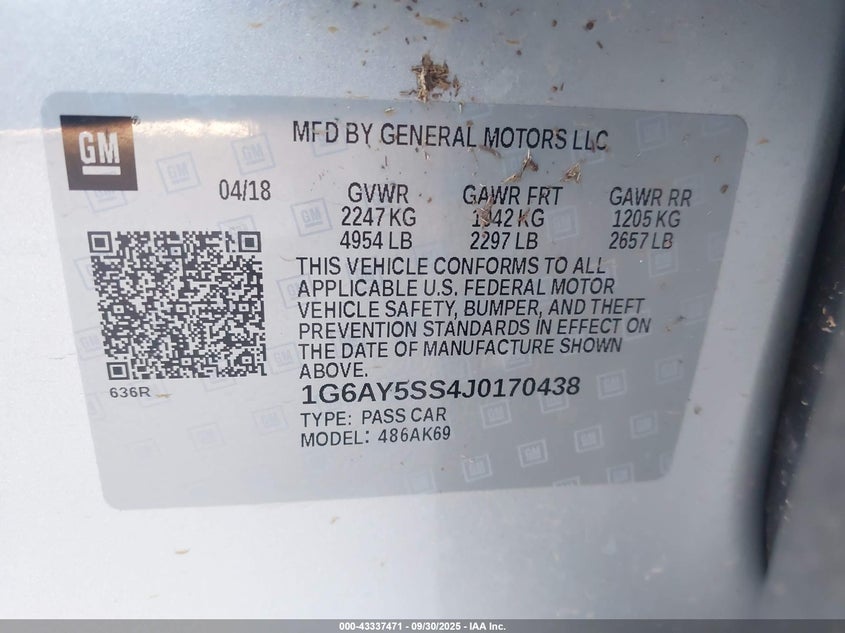 GM
MFD BY GENERAL MOTORS LLC
04/18 GVWR GAWR FRT GAWR RR
2247 KG 1042 KG 1205 KG
4954 LB 2297 LB 2657 LB
THIS VEHICLE CONFORMS TO ALL
APPLICABLE U.S. FEDERAL MOTOR
VEHICLE SAFETY, BUMPER, AND THEFT
PREVENTION STANDARDS IN EFFECT ON
THE DATE OF MANUFACTURE SHOWN
ABOVE.
636R
1G6AY5SS4J0170438
TYPE: PASS CAR
MODEL: 486AK69
000-43337471 - 09/30/2025 - IAA Inc.